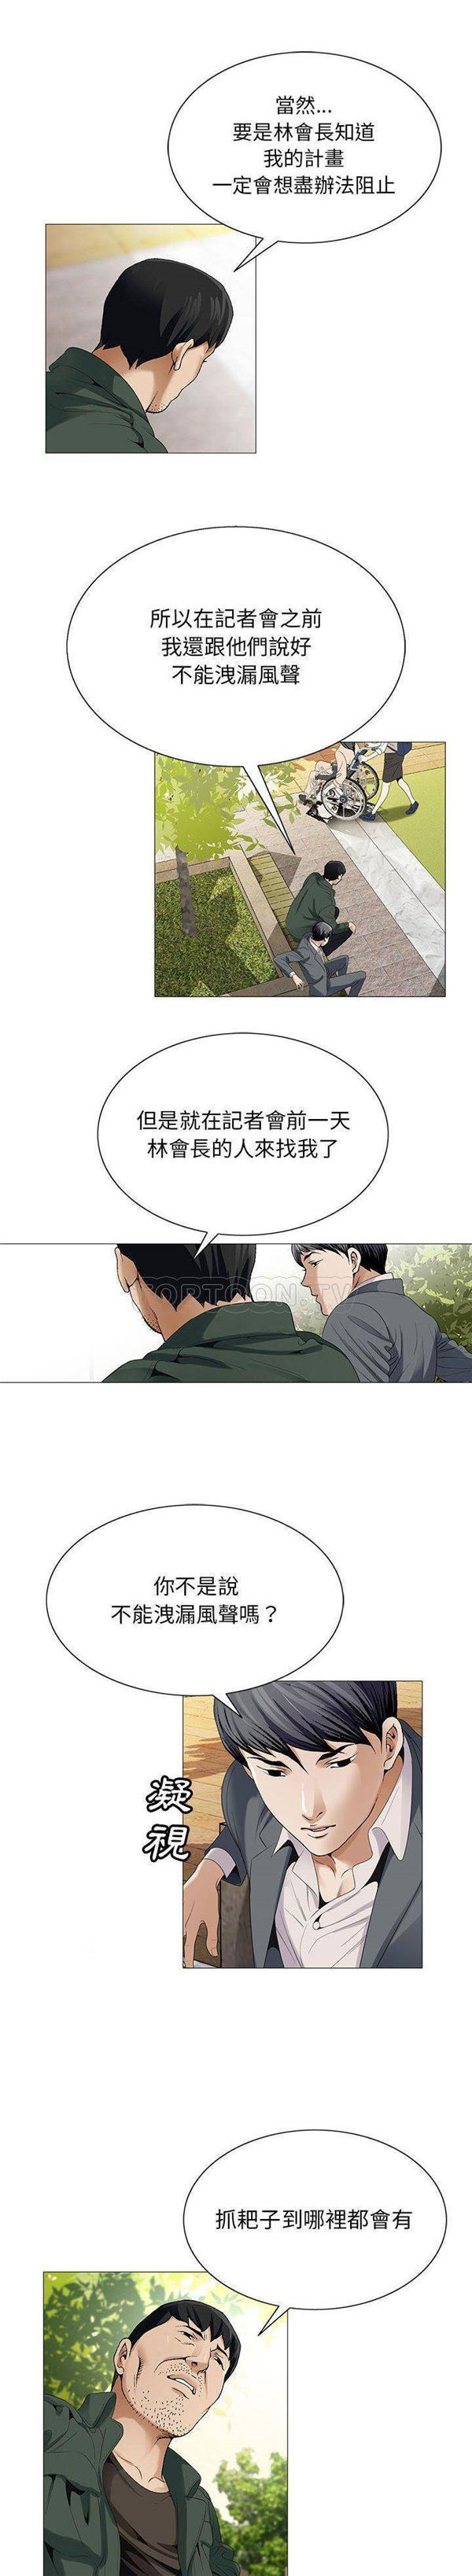 當然...
要是林會長知道
我的計畫
一定會想盡辦法阻止
所以在記者會之前
我還跟他們說好
不能洩漏風聲
但是就在記者會前一天
林會長的人來找我了
TOPTOON.TV
你不是說
不能洩漏風聲嗎？
凝
視
抓耙子到哪裡都會有